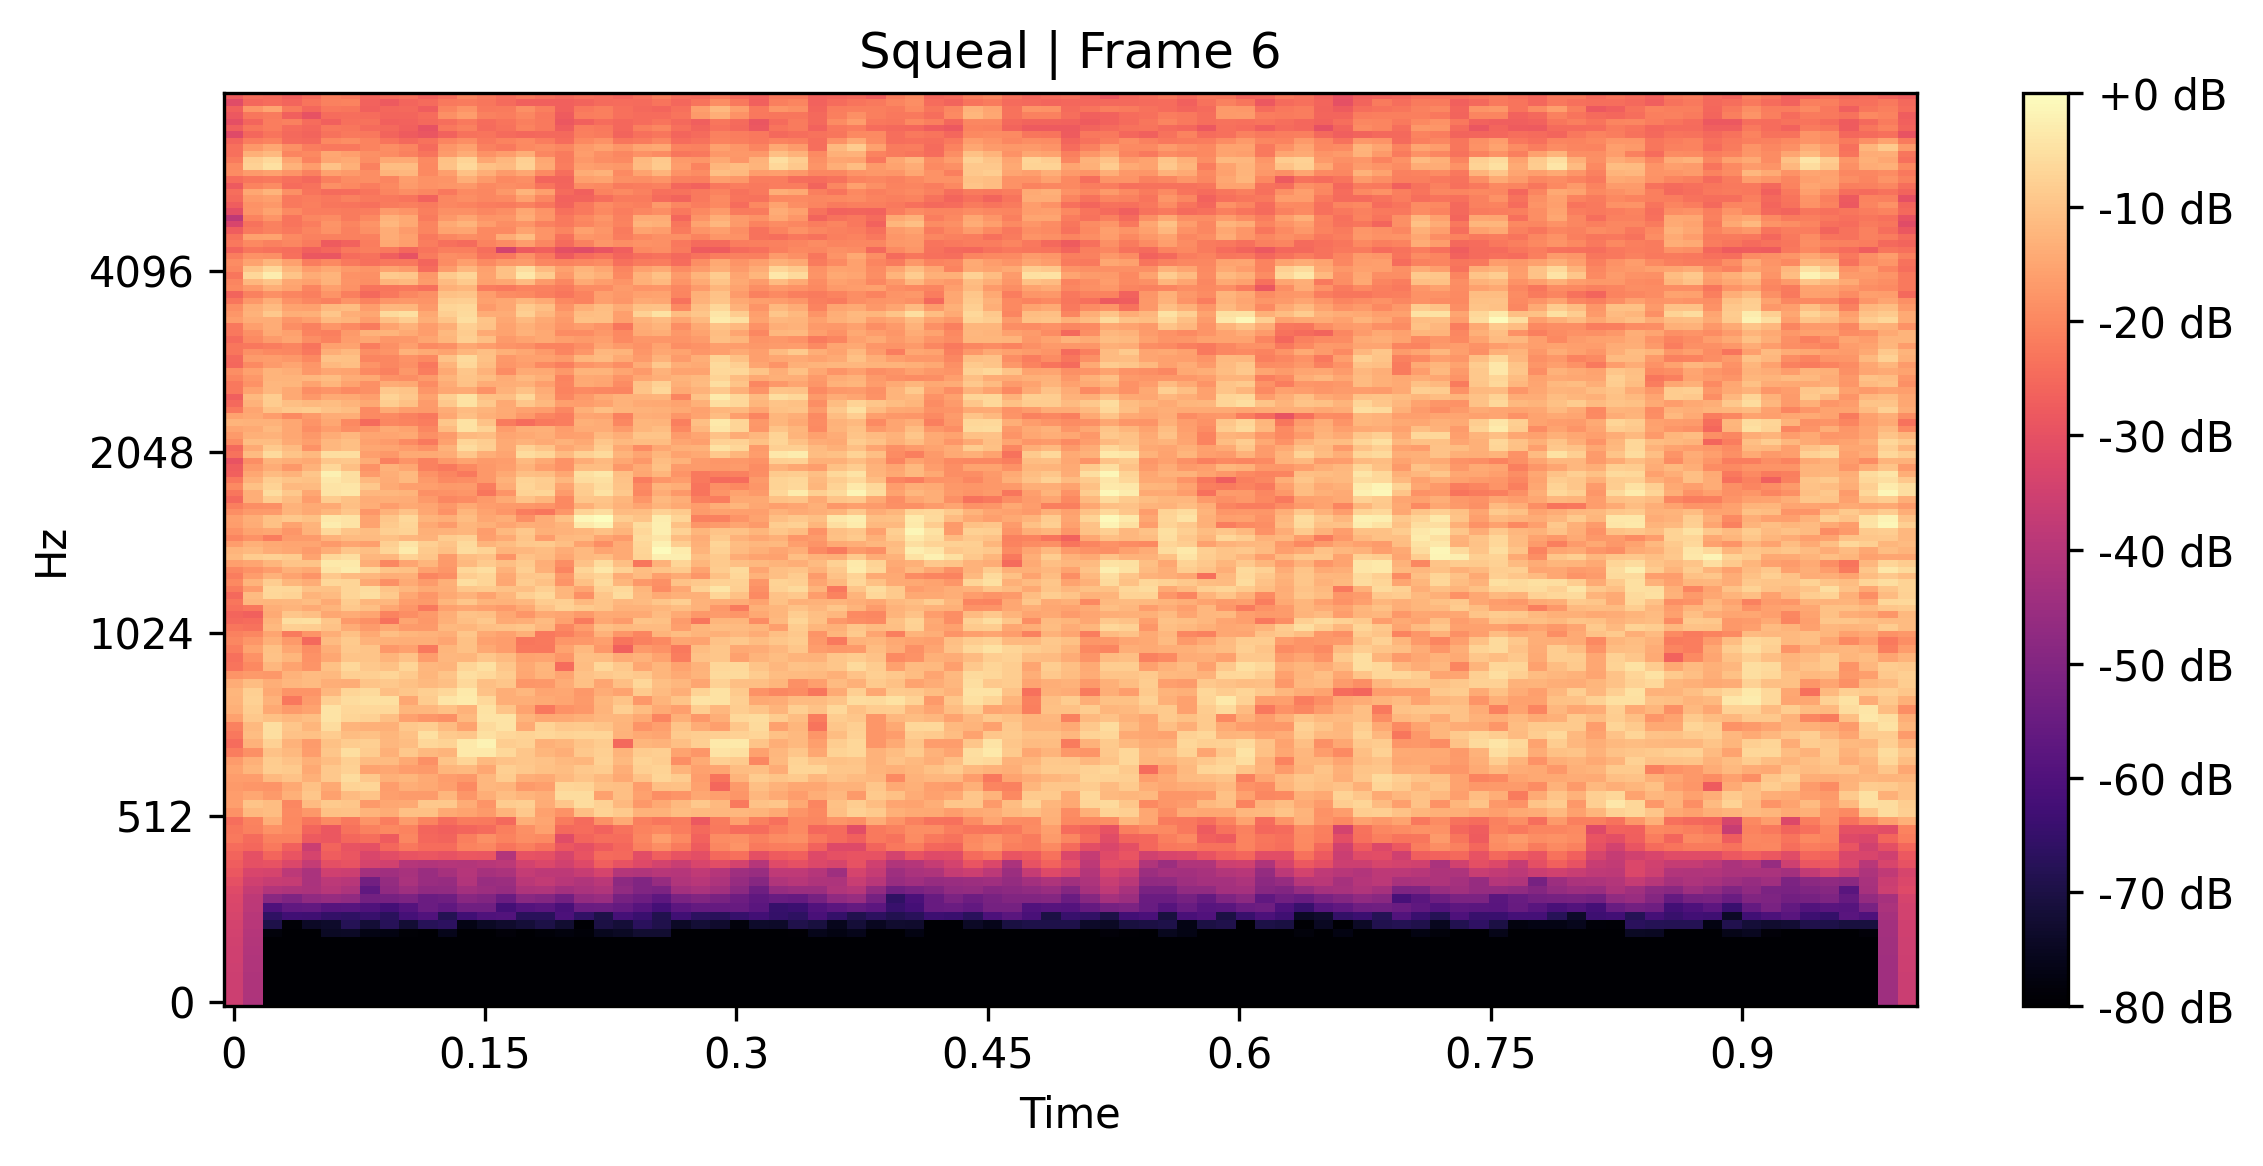 Squeal | Frame 6
Hz
4096
2048
1024
512
0
0 0.15 0.3 0.45 0.6 0.75 0.9
Time
+0 dB
-10 dB
-20 dB
-30 dB
-40 dB
-50 dB
-60 dB
-70 dB
-80 dB